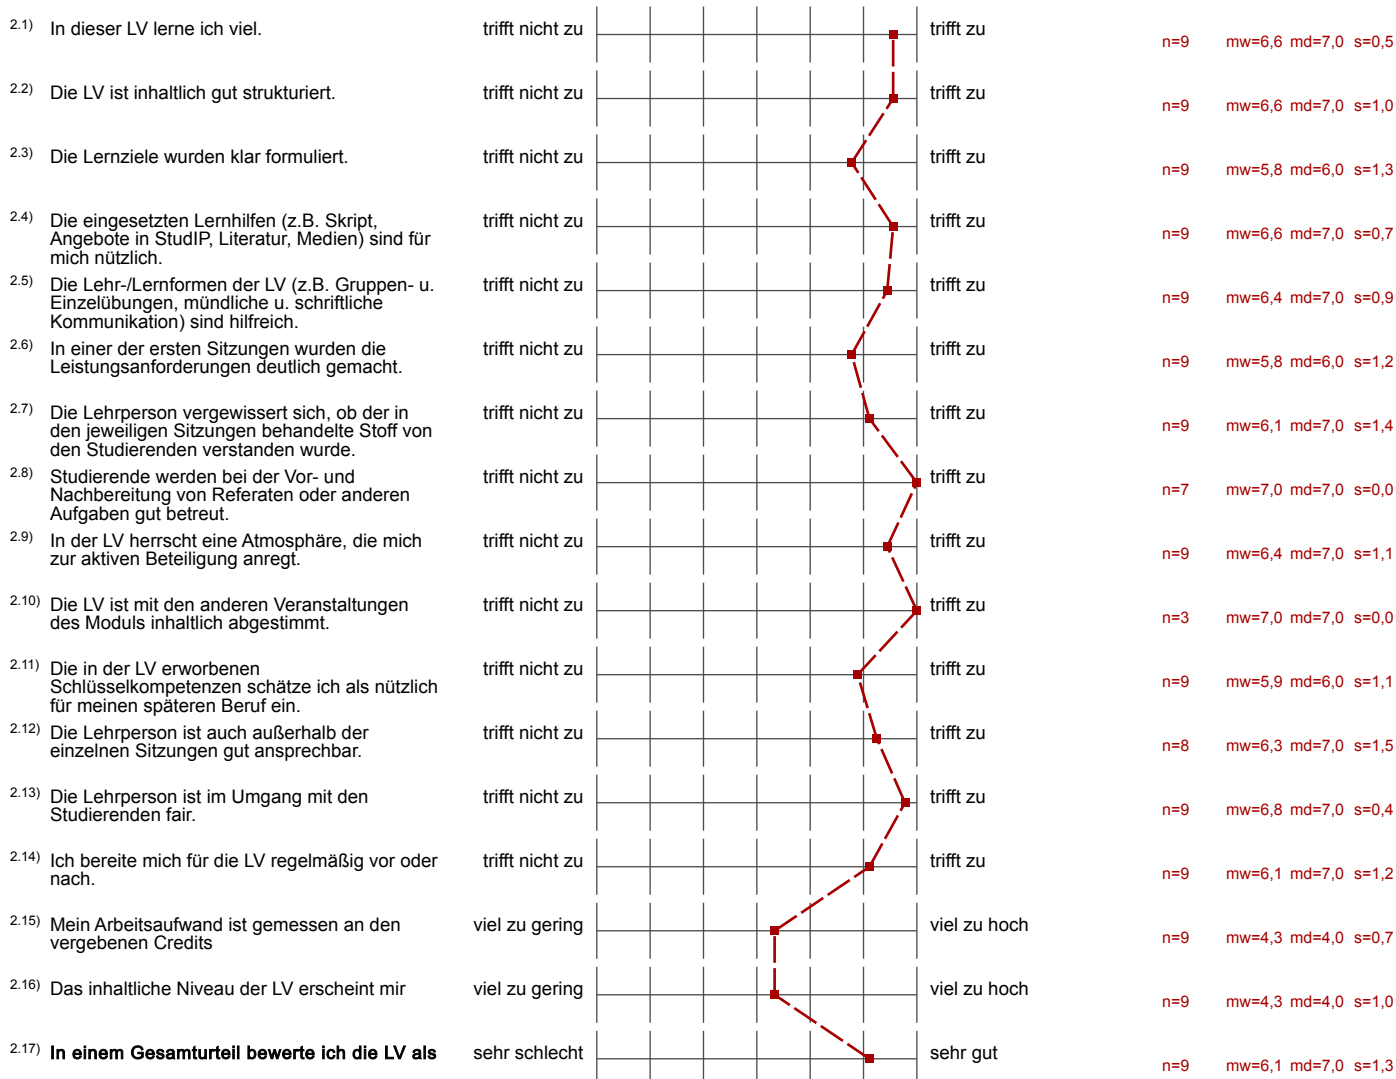 2.1) In dieser LV lerne ich viel. trifft nicht zu trifft zu n=9 mw=6,6 md=7,0 s=0,5
2.2) Die LV ist inhaltlich gut strukturiert. trifft nicht zu trifft zu n=9 mw=6,6 md=7,0 s=1,0
2.3) Die Lernziele wurden klar formuliert. trifft nicht zu trifft zu n=9 mw=5,8 md=6,0 s=1,3
2.4) Die eingesetzten Lernhilfen (z.B. Skript, trifft nicht zu trifft zu n=9 mw=6,6 md=7,0 s=0,7
Angebote in StudIP, Literatur, Medien) sind für
mich nützlich.
2.5) Die Lehr-/Lernformen der LV (z.B. Gruppen- u. trifft nicht zu trifft zu n=9 mw=6,4 md=7,0 s=0,9
Einzelübungen, mündliche u. schriftliche
Kommunikation) sind hilfreich.
2.6) In einer der ersten Sitzungen wurden die trifft nicht zu trifft zu n=9 mw=5,8 md=6,0 s=1,2
Leistungsanforderungen deutlich gemacht.
2.7) Die Lehrperson vergewissert sich, ob der in trifft nicht zu trifft zu n=9 mw=6,1 md=7,0 s=1,4
den jeweiligen Sitzungen behandelte Stoff von
den Studierenden verstanden wurde.
2.8) Studierende werden bei der Vor- und trifft nicht zu trifft zu n=7 mw=7,0 md=7,0 s=0,0
Nachbereitung von Referaten oder anderen
Aufgaben gut betreut.
2.9) In der LV herrscht eine Atmosphäre, die mich trifft nicht zu trifft zu n=9 mw=6,4 md=7,0 s=1,1
zur aktiven Beteiligung anregt.
2.10) Die LV ist mit den anderen Veranstaltungen trifft nicht zu trifft zu n=3 mw=7,0 md=7,0 s=0,0
des Moduls inhaltlich abgestimmt.
2.11) Die in der LV erworbenen trifft nicht zu trifft zu n=9 mw=5,9 md=6,0 s=1,1
Schlüsselkompetenzen schätze ich als nützlich
für meinen späteren Beruf ein.
2.12) Die Lehrperson ist auch außerhalb der trifft nicht zu trifft zu n=8 mw=6,3 md=7,0 s=1,5
einzelnen Sitzungen gut ansprechbar.
2.13) Die Lehrperson ist im Umgang mit den trifft nicht zu trifft zu n=9 mw=6,8 md=7,0 s=0,4
Studierenden fair.
2.14) Ich bereite mich für die LV regelmäßig vor oder trifft nicht zu trifft zu n=9 mw=6,1 md=7,0 s=1,2
nach.
2.15) Mein Arbeitsaufwand ist gemessen an den viel zu gering viel zu hoch n=9 mw=4,3 md=4,0 s=0,7
vergebenen Credits
2.16) Das inhaltliche Niveau der LV erscheint mir viel zu gering viel zu hoch n=9 mw=4,3 md=4,0 s=1,0
2.17) In einem Gesamturteil bewerte ich die LV als sehr schlecht sehr gut n=9 mw=6,1 md=7,0 s=1,3